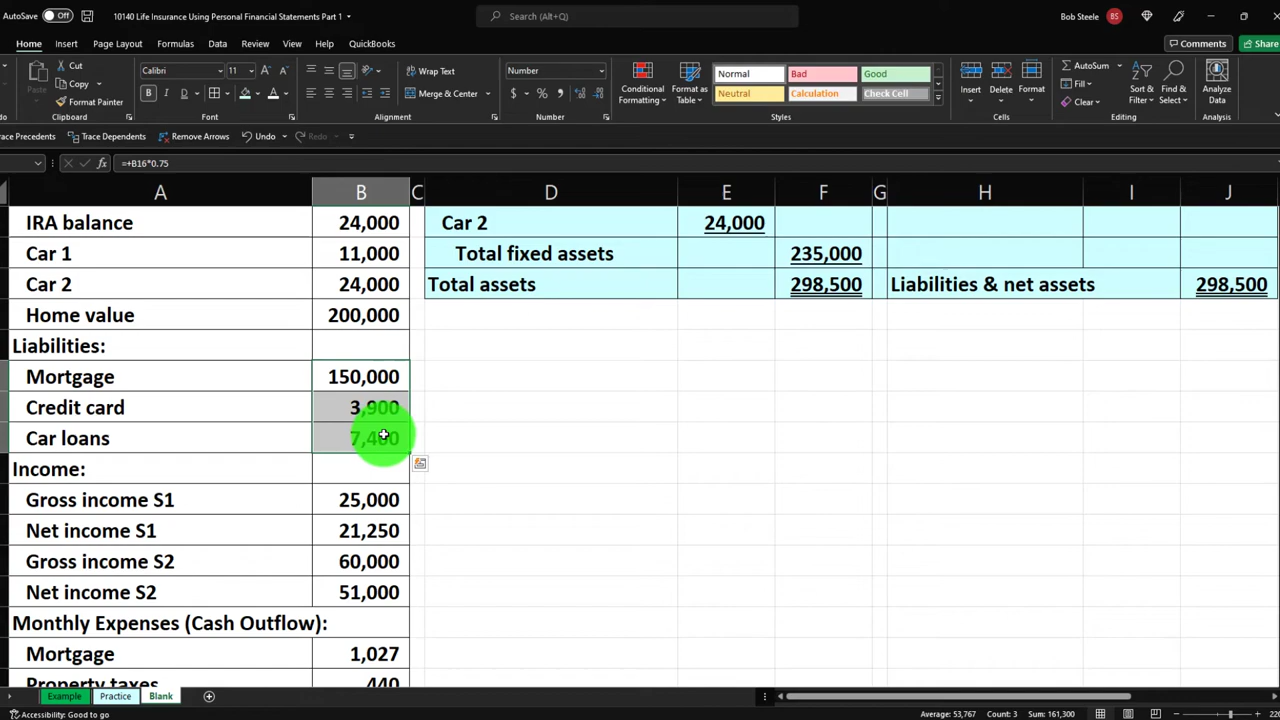 AutoSave Off 10140 Life Insurance Using Personal Financial Statements Part 1 Search (Alt+Q) Bob Steele BS
Home Insert Page Layout Formulas Data Review View Help QuickBooks Comments Share
Paste Cut Copy Format Painter Clipboard
Calibri 11 B I U A A A Font
Wrap Text Merge & Center Alignment
Number $ % Number
Conditional Formatting Format as Table Normal Bad Good Neutral Calculation Check Cell Styles
Insert Delete Format Cells
AutoSum Fill Clear Sort & Filter Find & Select Editing
Analyze Data Analysis
Trace Precedents Trace Dependents Remove Arrows Undo Redo
fx =+B16*0.75
A B C D E F G H I J
IRA balance 24,000 Car 2 24,000
Car 1 11,000 Total fixed assets 235,000
Car 2 24,000 Total assets 298,500 Liabilities & net assets 298,500
Home value 200,000
Liabilities:
Mortgage 150,000
Credit card 3,900
Car loans
Income:
Gross income S1 25,000
Net income S1 21,250
Gross income S2 60,000
Net income S2 51,000
Monthly Expenses (Cash Outflow):
Mortgage 1,027
Property taxes 440
Example Practice Blank
Accessibility: Good to go Average: 53,767 Count: 3 Sum: 161,300